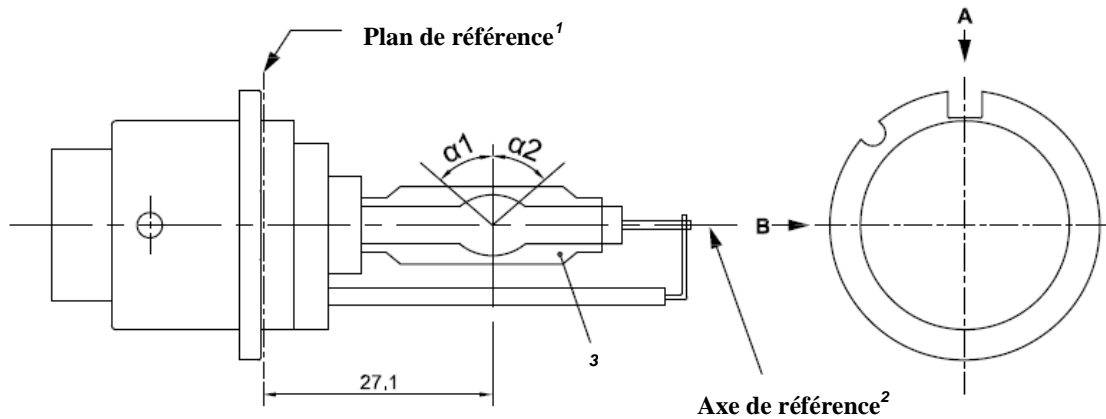 Plan de référence¹
A
α1
α2
B
3
27,1
Axe de référence²